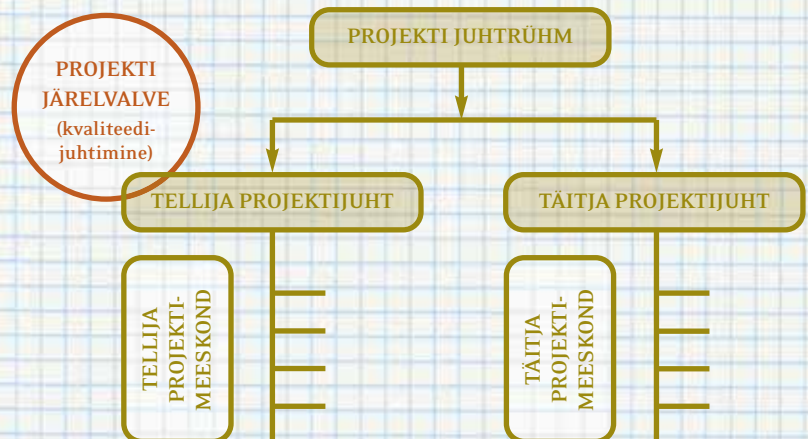 PROJEKTI JUHTRÜHM
PROJEKTI
JÄRELVALVE
(kvaliteedi-
juhtimine)
TELLIJA PROJEKTIJUHT
TÄITJA PROJEKTIJUHT
TELLIJA
PROJEKTI-
MEESKOND
TÄITJA
PROJEKTI-
MEESKOND